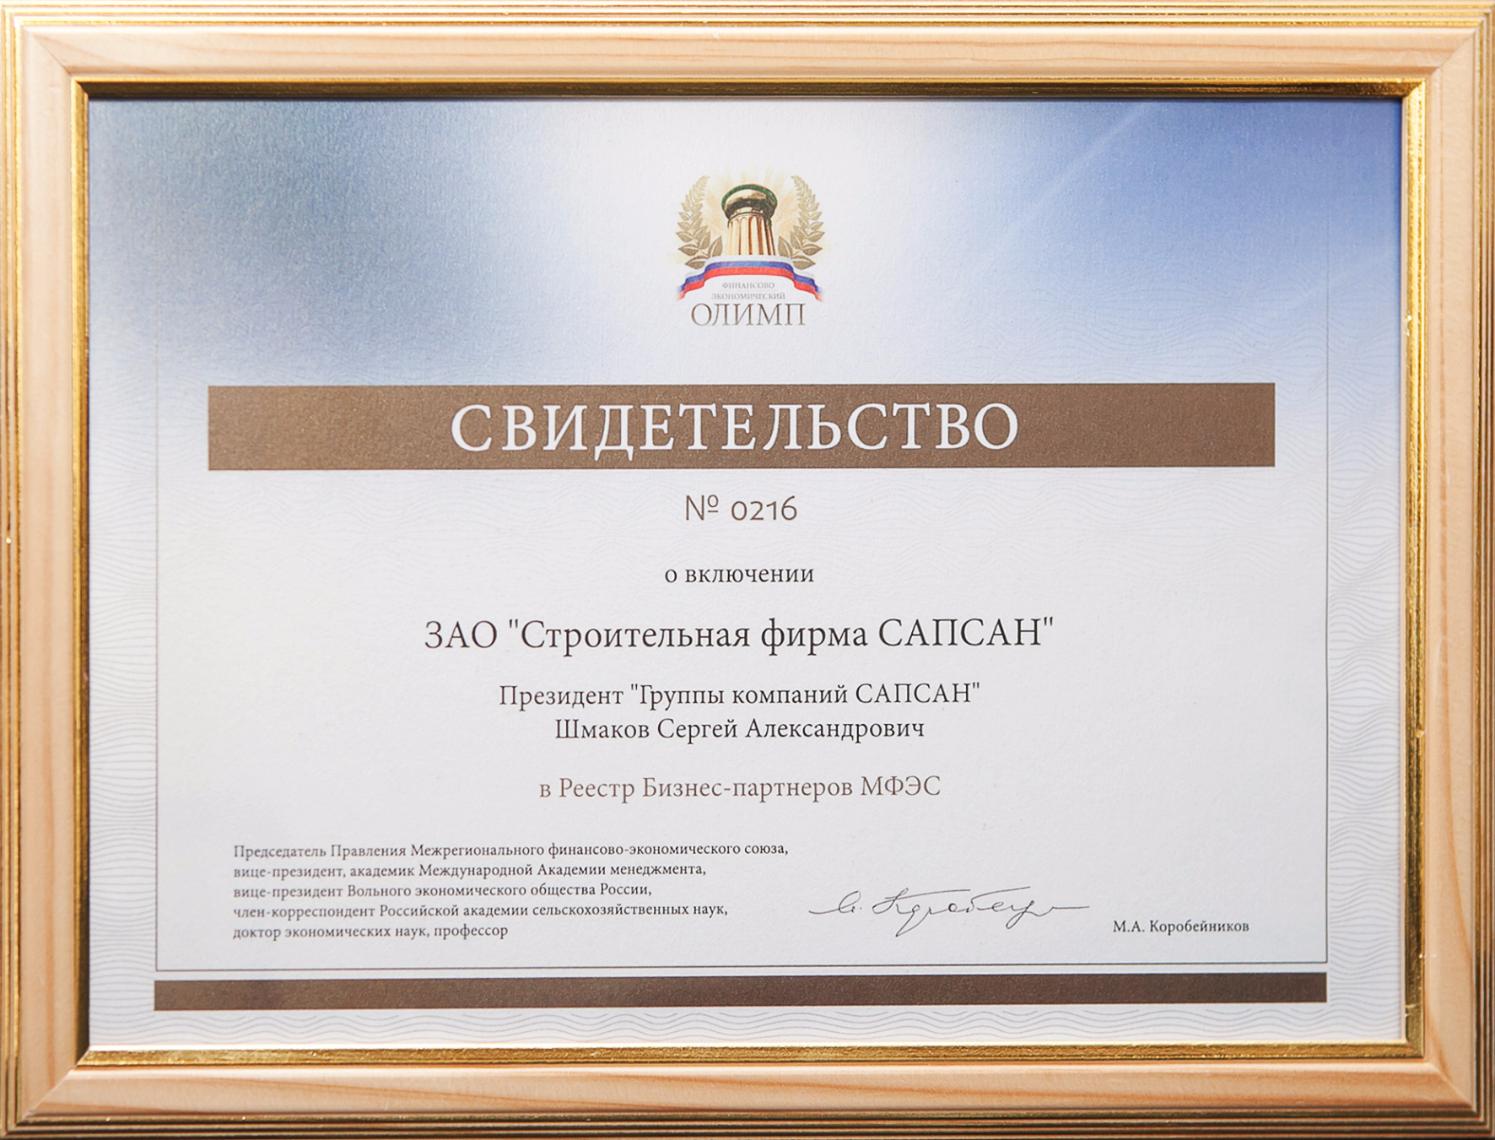 ФИНАНСОВО
ЭКОНОМИЧЕСКИЙ
ОЛИМП
СВИДЕТЕЛЬСТВО
№ 0216
о включении
ЗАО "Строительная фирма САПСАН"
Президент "Группы компаний САПСАН"
Шмаков Сергей Александрович
в Реестр Бизнес-партнеров МФЭС
Председатель Правления Межрегионального финансово-экономического союза,
вице-президент, академик Международной Академии менеджмента,
вице-президент Вольного экономического общества России,
член-корреспондент Российской академии сельскохозяйственных наук,
доктор экономических наук, профессор
М.А. Коробейников